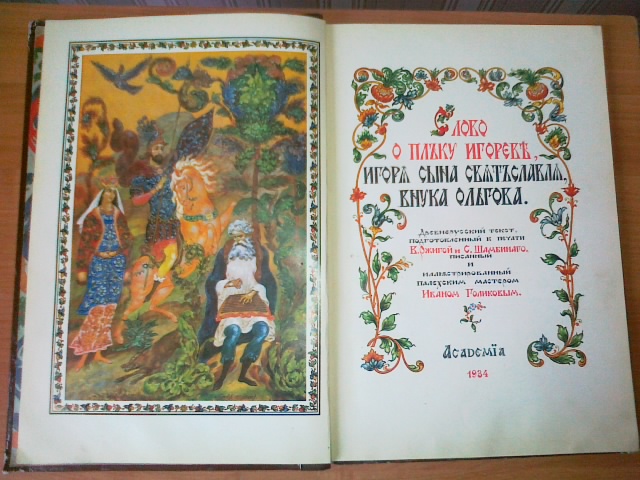 Слово
о пълку Игоревѣ,
Игоря сына Святъславля,
внука Ольгова.
Древнерусский текст,
подготовленный к печати
В. Ржигой и С. Шамбинаго.
писанный
и
иллюстрированный
палехским мастером
Иваном Голиковым.
Academїa
1934